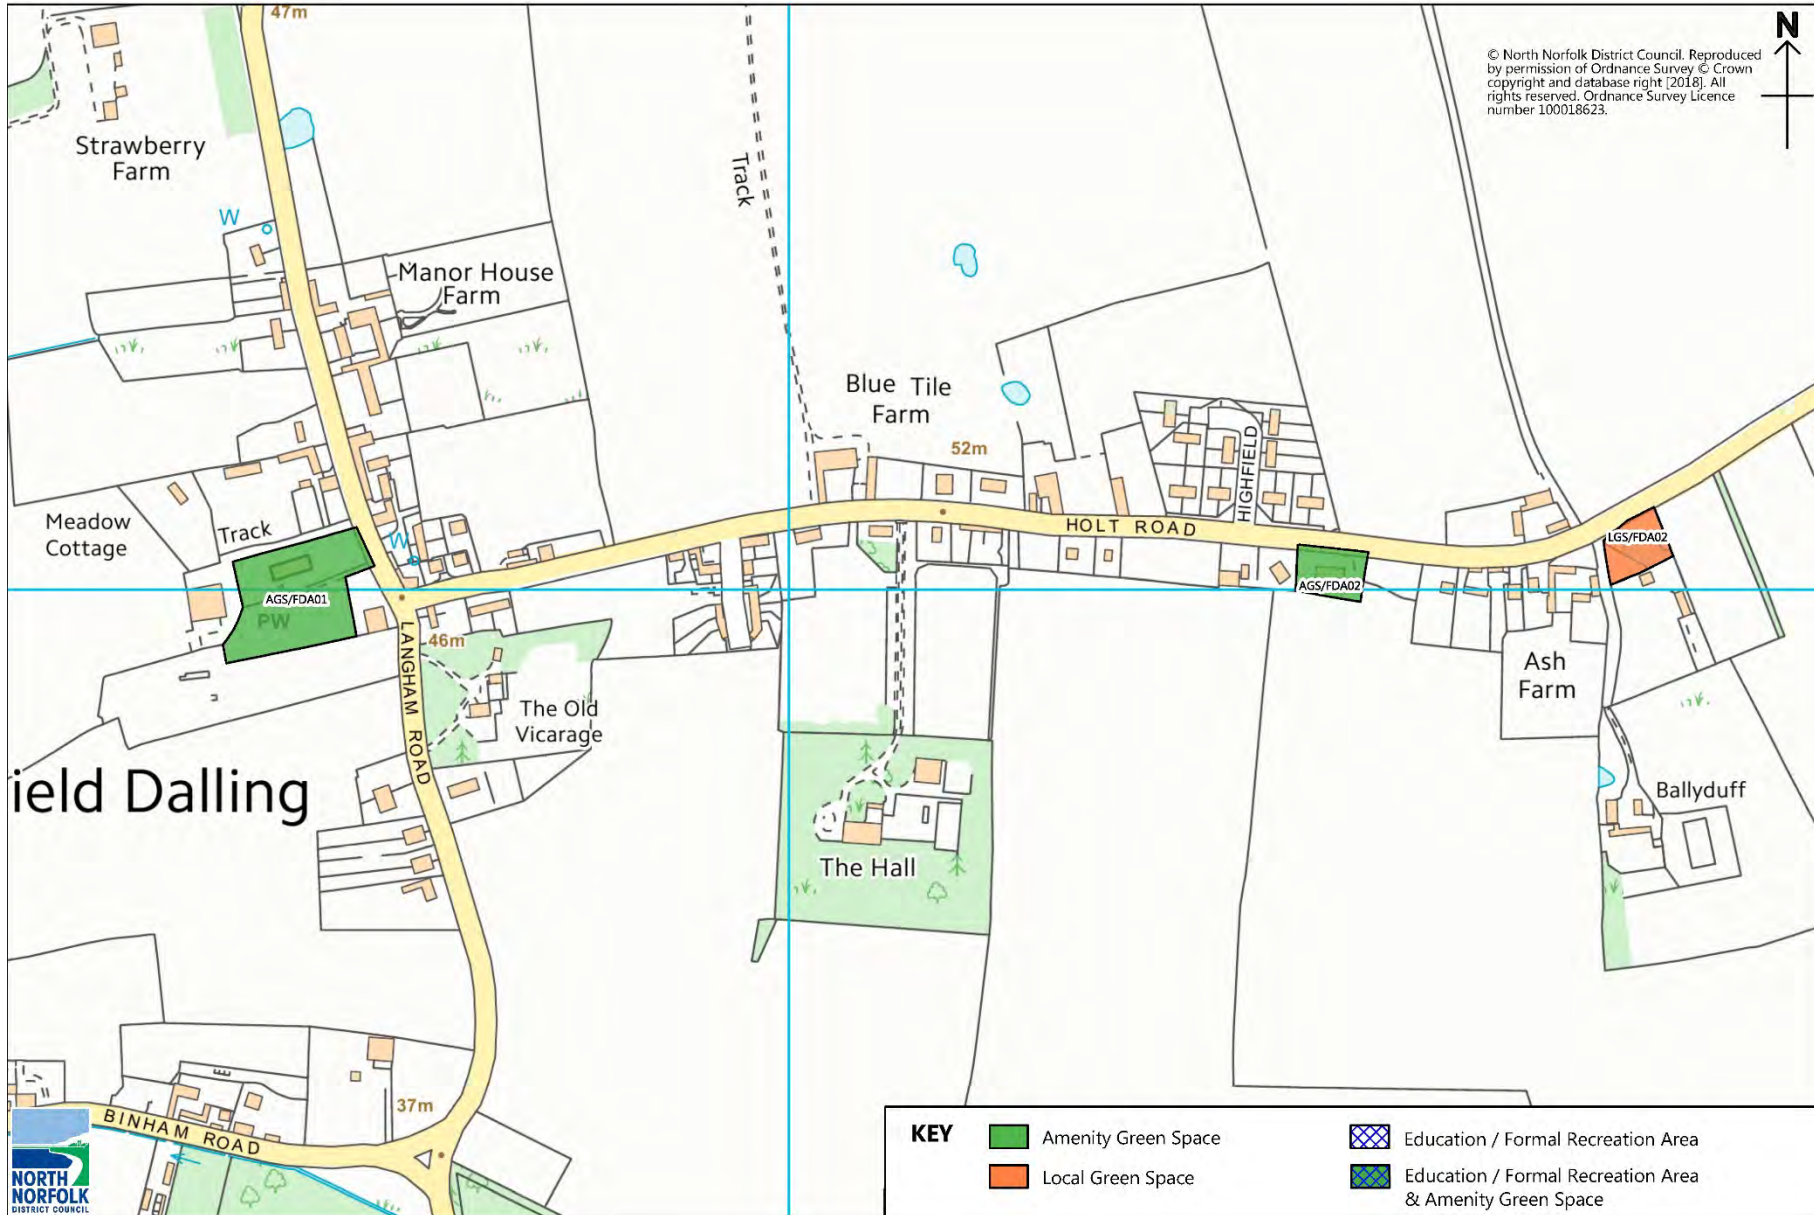 47m
N
© North Norfolk District Council. Reproduced
by permission of Ordnance Survey © Crown
copyright and database right [2018]. All
rights reserved. Ordnance Survey Licence
number 100018623.
Strawberry
Farm
Track
W
Manor House
Farm
Blue Tile
Farm
52m
HIGHFIELD
Meadow
Cottage
Track
W
HOLT ROAD
LGS/FDA02
AGS/FDA01
AGS/FDA02
PW
46m
LANGHAM ROAD
The Old
Vicarage
Ash
Farm
ield Dalling
Ballyduff
The Hall
37m
BINHAM ROAD
NORTH
NORFOLK
DISTRICT COUNCIL
KEY
Amenity Green Space
Local Green Space
Education / Formal Recreation Area
Education / Formal Recreation Area
& Amenity Green Space